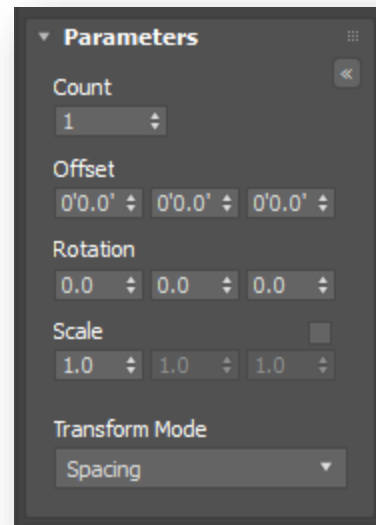 Parameters
Count
1
Offset
0'0.0' 0'0.0' 0'0.0'
Rotation
0.0 0.0 0.0
Scale
1.0 1.0 1.0
Transform Mode
Spacing